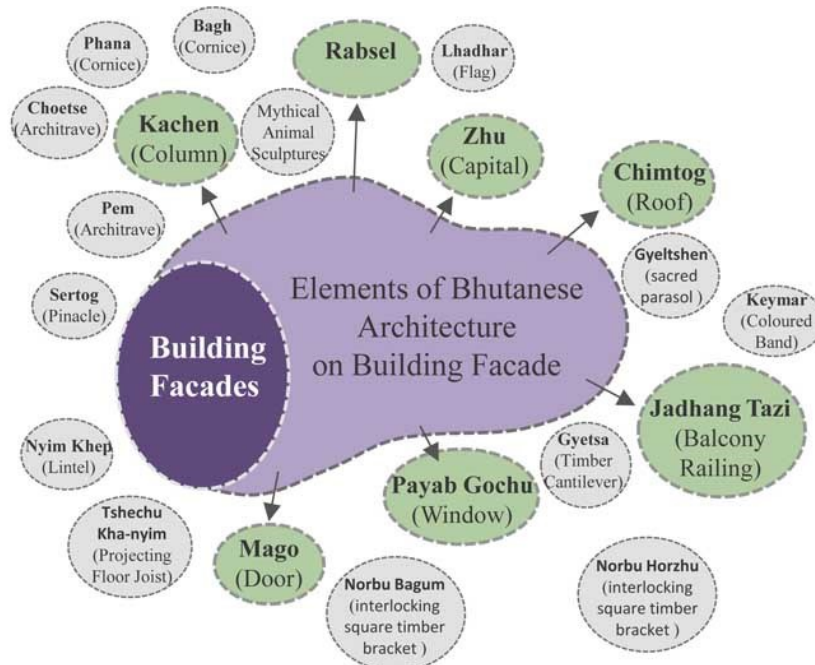 Bagh
(Cornice)
Phana
(Cornice)
Rabsel
Lhadhar
(Flag)
Choetse
(Architrave)
Kachen
(Column)
Mythical
Animal
Sculptures
Zhu
(Capital)
Chimtog
(Roof)
Pem
(Architrave)
Gyeltshen
(sacred
parasol )
Sertog
(Pinacle)
Keymar
(Coloured
Band)
Elements of Bhutanese
Architecture
on Building Facade
Building
Facades
Jadhang Tazi
(Balcony
Railing)
Nyim Khep
(Lintel)
Gyetsa
(Timber
Cantilever)
Payab Gochu
(Window)
Tshechu
Kha-nyim
(Projecting
Floor Joist)
Mago
(Door)
Norbu Bagum
(interlocking
square timber
bracket )
Norbu Horzhu
(interlocking
square timber
bracket )